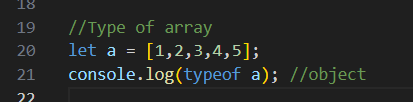 18
19 //Type of array
20 let a = [1,2,3,4,5];
21 console.log(typeof a); //object
22